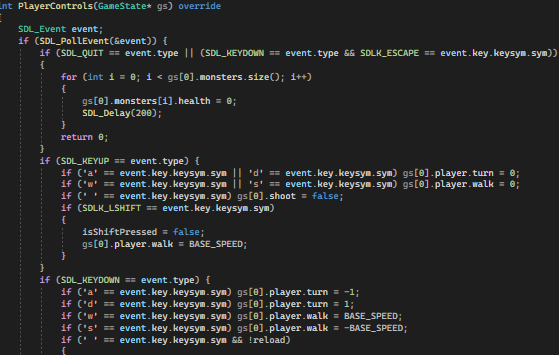 int PlayerControls(GameState* gs) override
{
SDL_Event event;
if (SDL_PollEvent(&event)) {
if (SDL_QUIT == event.type || (SDL_KEYDOWN == event.type && SDLK_ESCAPE == event.key.keysym.sym))
{
for (int i = 0; i < gs[0].monsters.size(); i++)
{
gs[0].monsters[i].health = 0;
SDL_Delay(200);
}
return 0;
}
if (SDL_KEYUP == event.type) {
if ('a' == event.key.keysym.sym || 'd' == event.key.keysym.sym) gs[0].player.turn = 0;
if ('w' == event.key.keysym.sym || 's' == event.key.keysym.sym) gs[0].player.walk = 0;
if (' ' == event.key.keysym.sym) gs[0].shoot = false;
if (SDLK_LSHIFT == event.key.keysym.sym)
{
isShiftPressed = false;
gs[0].player.walk = BASE_SPEED;
}
}
if (SDL_KEYDOWN == event.type) {
if ('a' == event.key.keysym.sym) gs[0].player.turn = -1;
if ('d' == event.key.keysym.sym) gs[0].player.turn = 1;
if ('w' == event.key.keysym.sym) gs[0].player.walk = BASE_SPEED;
if ('s' == event.key.keysym.sym) gs[0].player.walk = -BASE_SPEED;
if (' ' == event.key.keysym.sym && !reload)
{